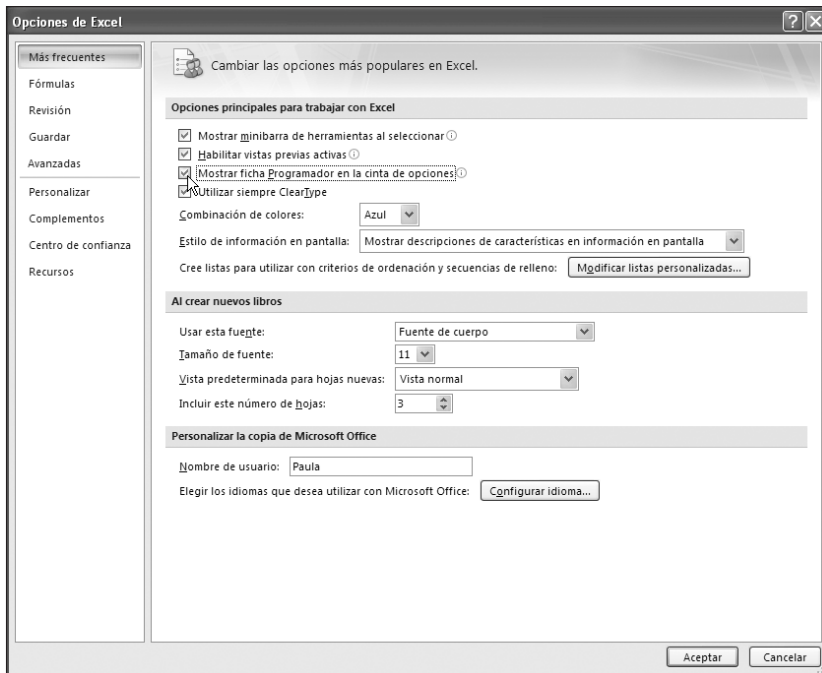 Opciones de Excel
Más frecuentes
Fórmulas
Revisión
Guardar
Avanzadas
Personalizar
Complementos
Centro de confianza
Recursos
Cambiar las opciones más populares en Excel.
Opciones principales para trabajar con Excel
Mostrar minibarra de herramientas al seleccionar
Habilitar vistas previas activas
Mostrar ficha Programador en la cinta de opciones
Utilizar siempre ClearType
Combinación de colores: Azul
Estilo de información en pantalla: Mostrar descripciones de características en información en pantalla
Cree listas para utilizar con criterios de ordenación y secuencias de relleno: Modificar listas personalizadas...
Al crear nuevos libros
Usar esta fuente: Fuente de cuerpo
Tamaño de fuente: 11
Vista predeterminada para hojas nuevas: Vista normal
Incluir este número de hojas: 3
Personalizar la copia de Microsoft Office
Nombre de usuario: Paula
Elegir los idiomas que desea utilizar con Microsoft Office: Configurar idioma...
Aceptar Cancelar